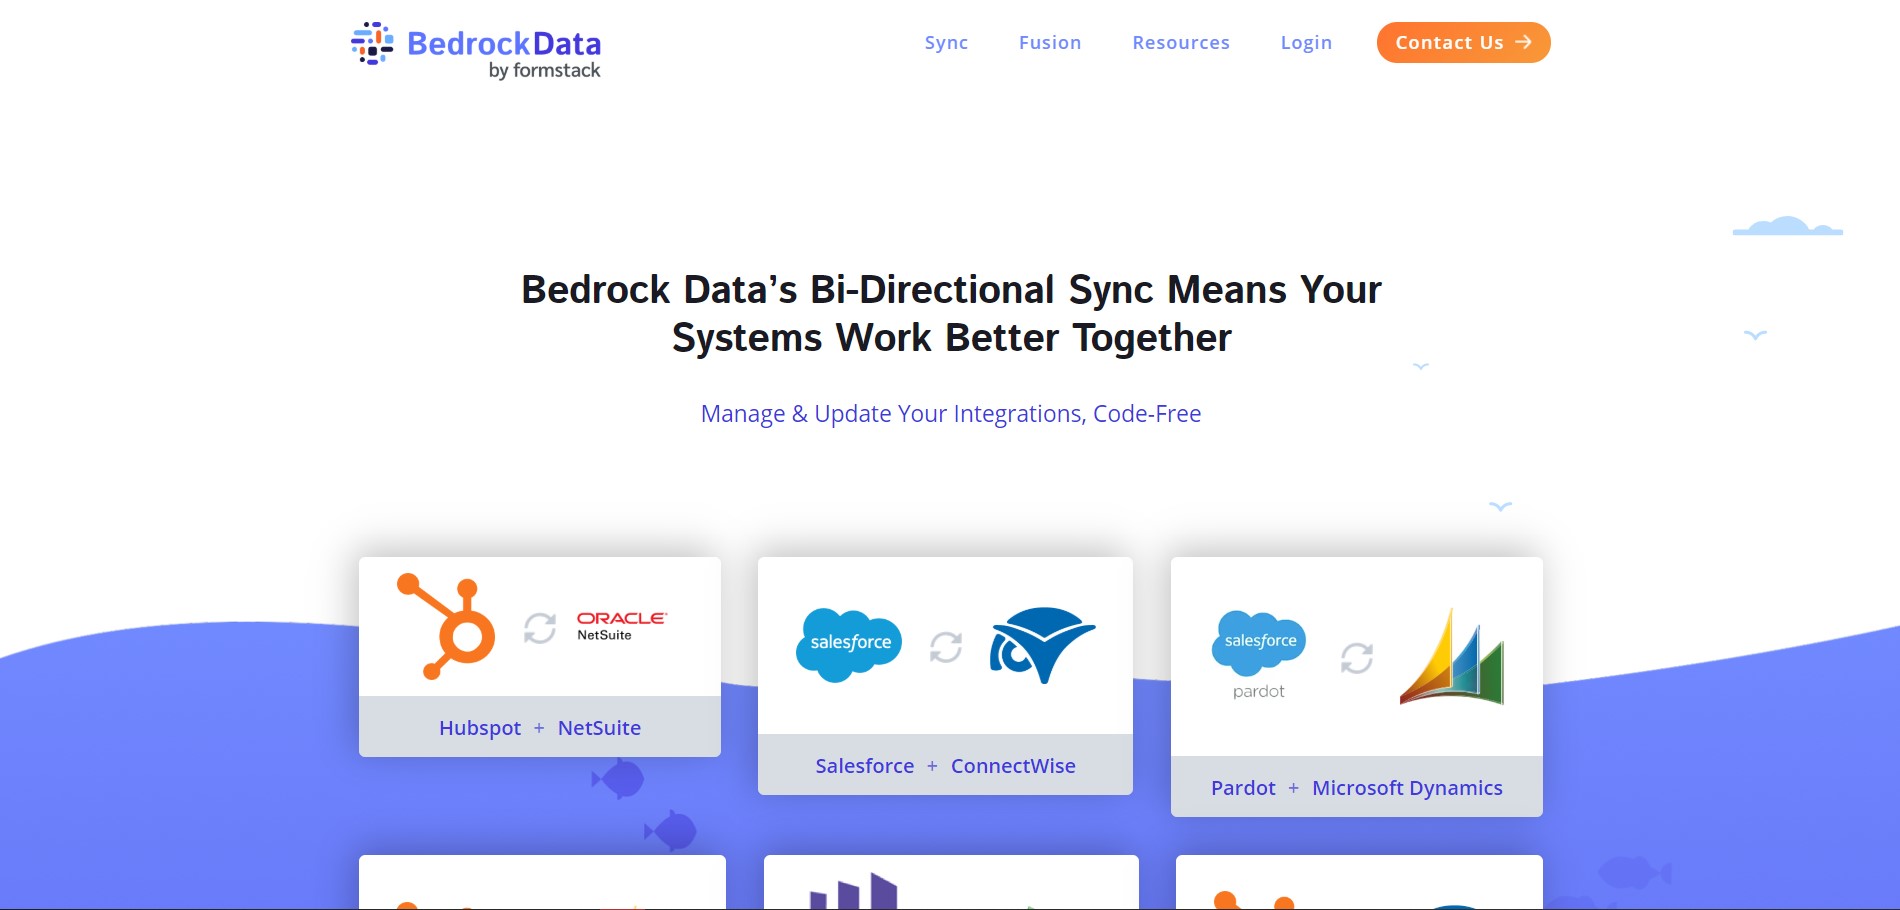 BedrockData
by formstack
Sync
Fusion
Resources
Login
Contact Us
Bedrock Data’s Bi-Directional Sync Means Your
Systems Work Better Together
Manage & Update Your Integrations, Code-Free
ORACLE
NetSuite
Hubspot + NetSuite
salesforce
Salesforce + ConnectWise
salesforce
pardot
Pardot + Microsoft Dynamics